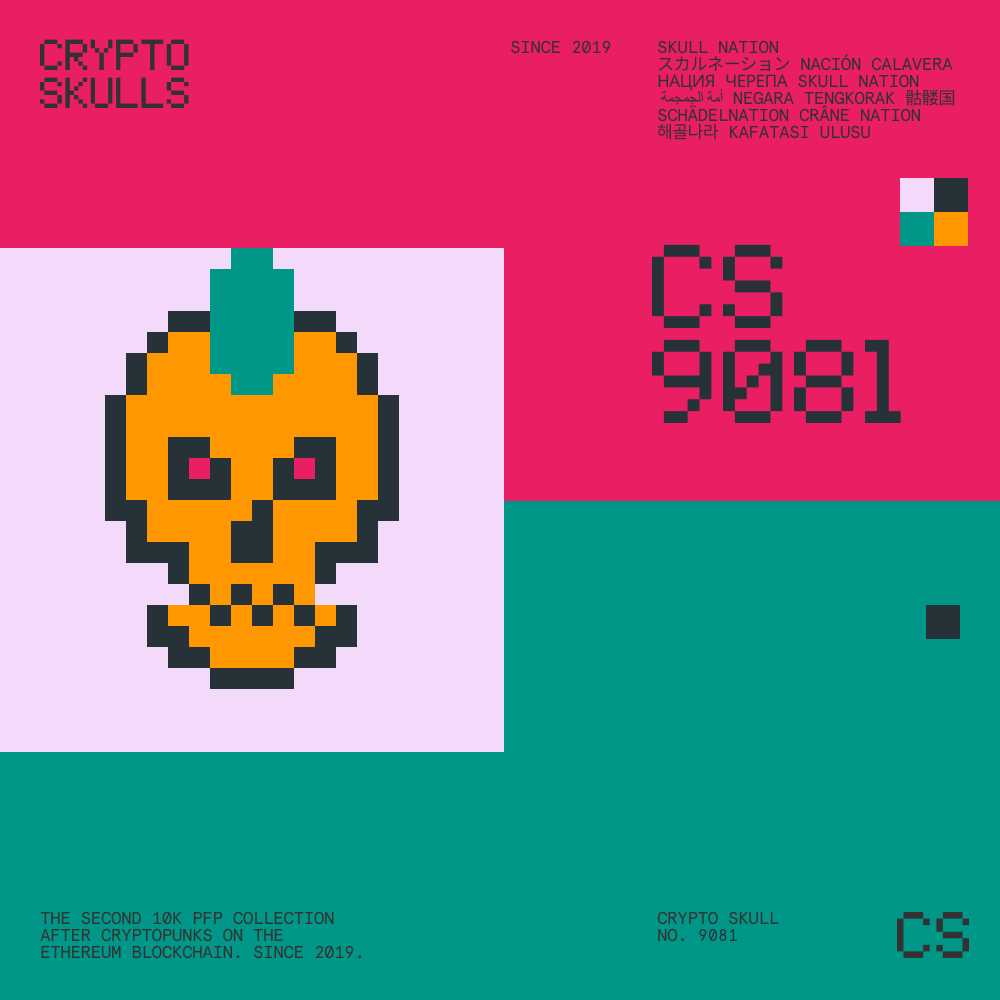 CRYPTO
SKULLS
SINCE 2019
SKULL NATION
スカルネーション NACIÓN CALAVERA
НАЦИЯ ЧЕРЕПА SKULL NATION
أمة الجمجمة NEGARA TENGKORAK 骷髅国
SCHÄDELNATION CRÂNE NATION
해골나라 KAFATASI ULUSU
CS
9081
THE SECOND 10K PFP COLLECTION
AFTER CRYPTOPUNKS ON THE
ETHEREUM BLOCKCHAIN. SINCE 2019.
CRYPTO SKULL
NO. 9081
CS